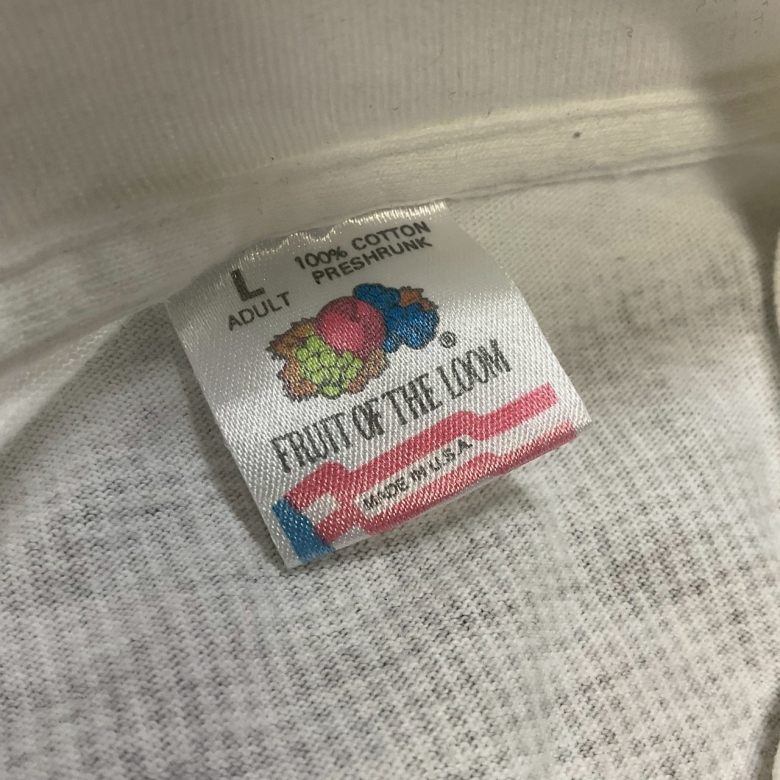 L
ADULT
100% COTTON
PRESHRUNK
®
FRUIT OF THE LOOM
MADE IN U.S.A.